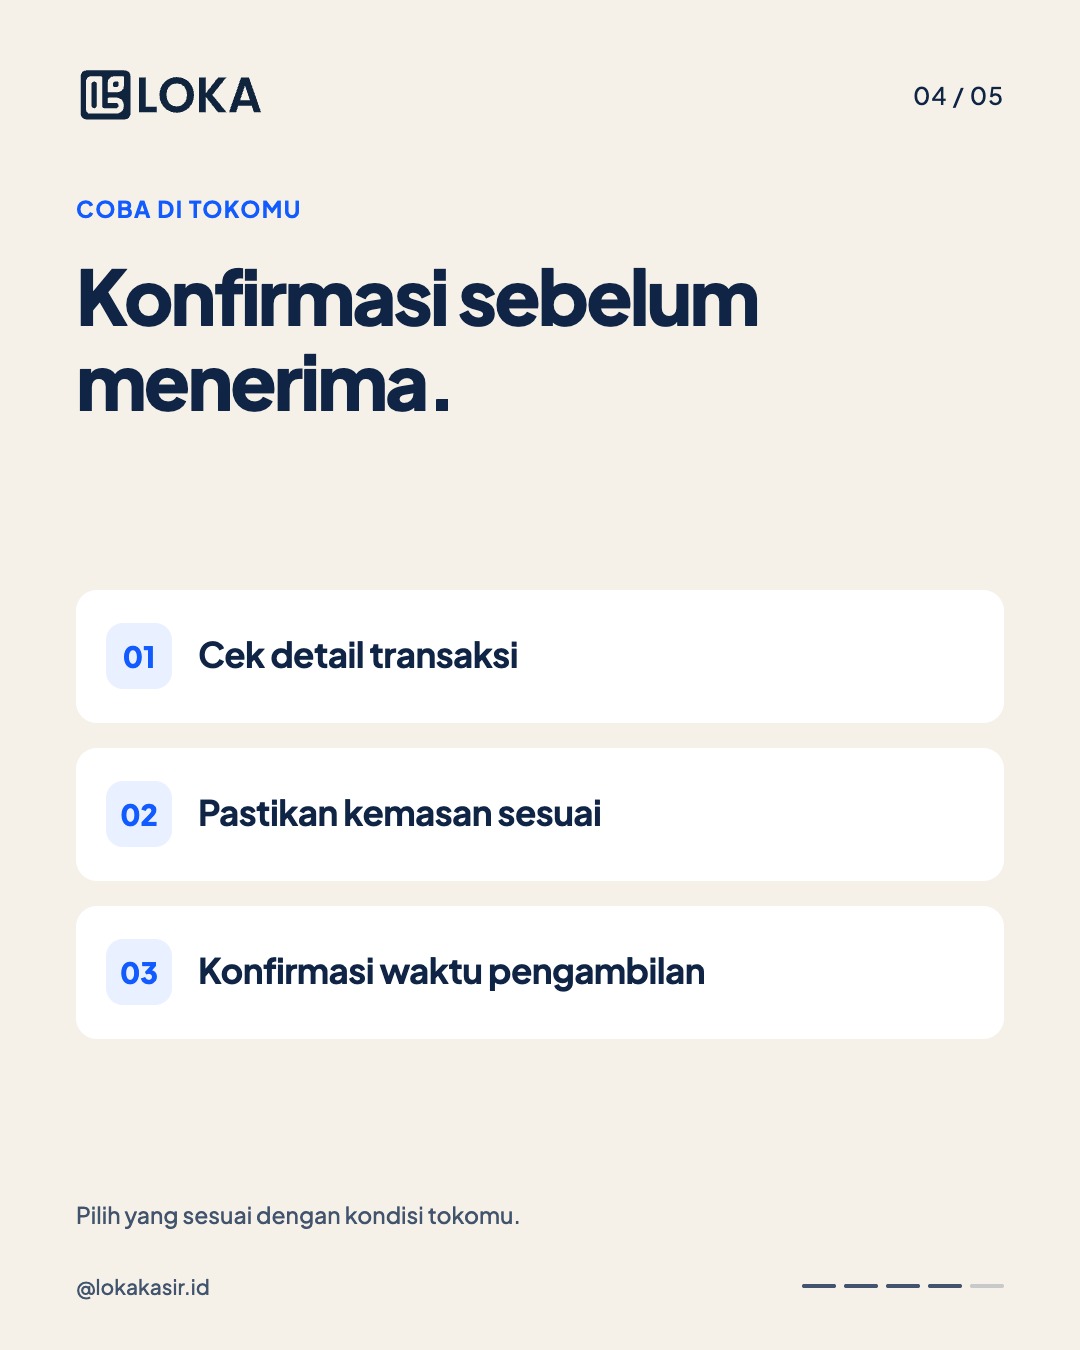 LOKA
04 / 05
COBA DI TOKOMU
Konfirmasi sebelum
menerima.
01 Cek detail transaksi
02 Pastikan kemasan sesuai
03 Konfirmasi waktu pengambilan
Pilih yang sesuai dengan kondisi tokomu.
@lokakasir.id